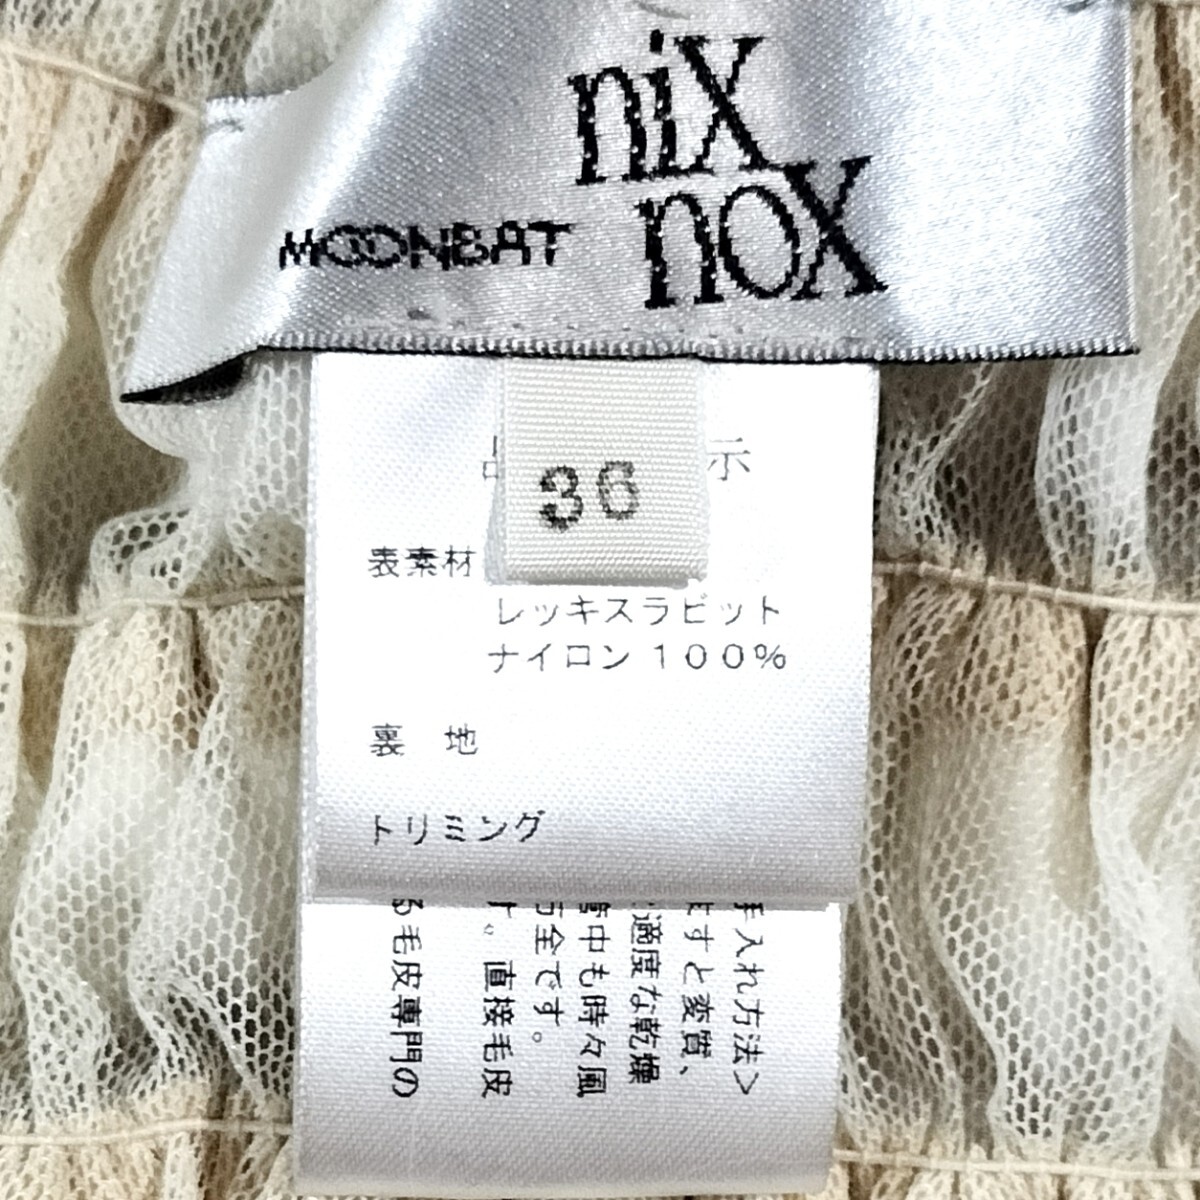 niX
noX
MOONBAT
36
示
表素材
レッキスラビット
ナイロン１００％
裏　地
トリミング
手入れ方法＞
ますと変質、
適度な乾燥
中も時々風
全です。
す。直接毛皮
る毛皮専門の